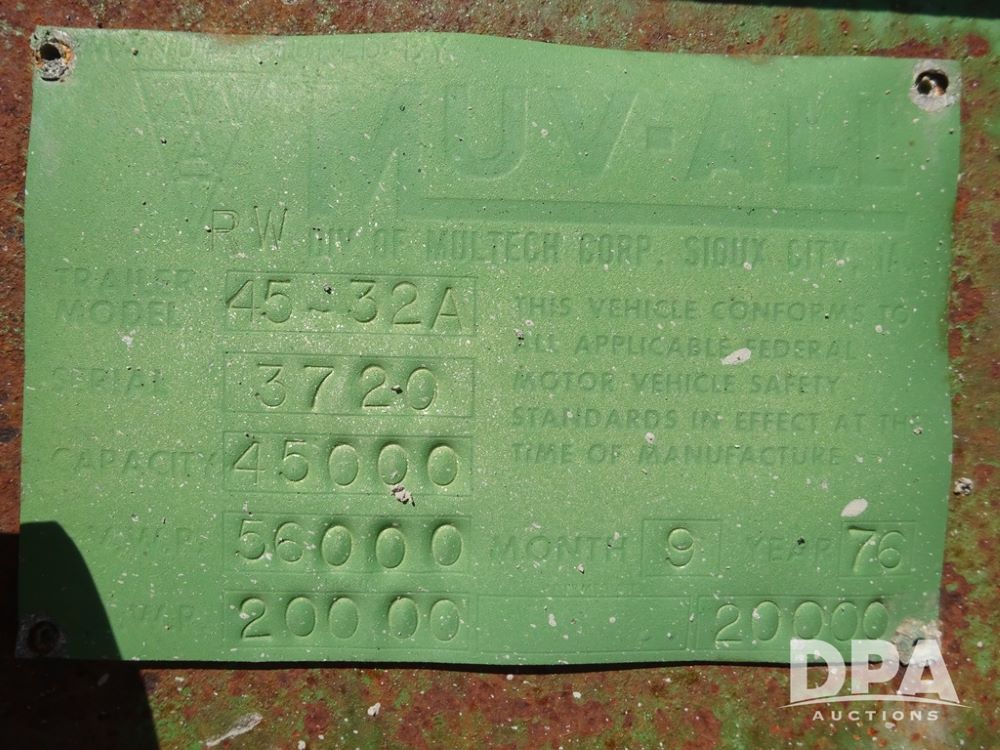 MUV-ALL
RW DIV OF MULTECH CORP. SIOUX CITY, IA.
TRAILER MODEL 45-32A
SERIAL 3720
CAPACITY 45000
THIS VEHICLE CONFORMS TO
ALL APPLICABLE FEDERAL
MOTOR VEHICLE SAFETY
STANDARDS IN EFFECT AT THE
TIME OF MANUFACTURE
56000 MONTH 9 YEAR 76
20000 20000
DPA
AUCTIONS